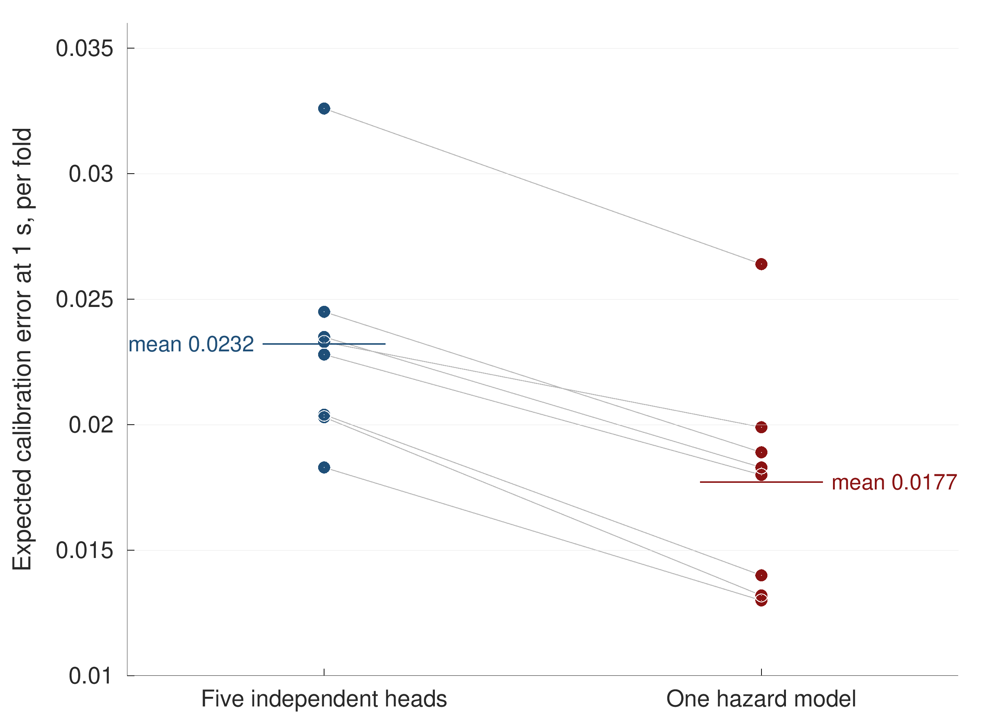 Expected calibration error at 1 s, per fold
0.035
0.03
0.025
0.02
0.015
0.01
mean 0.0232
mean 0.0177
Five independent heads
One hazard model